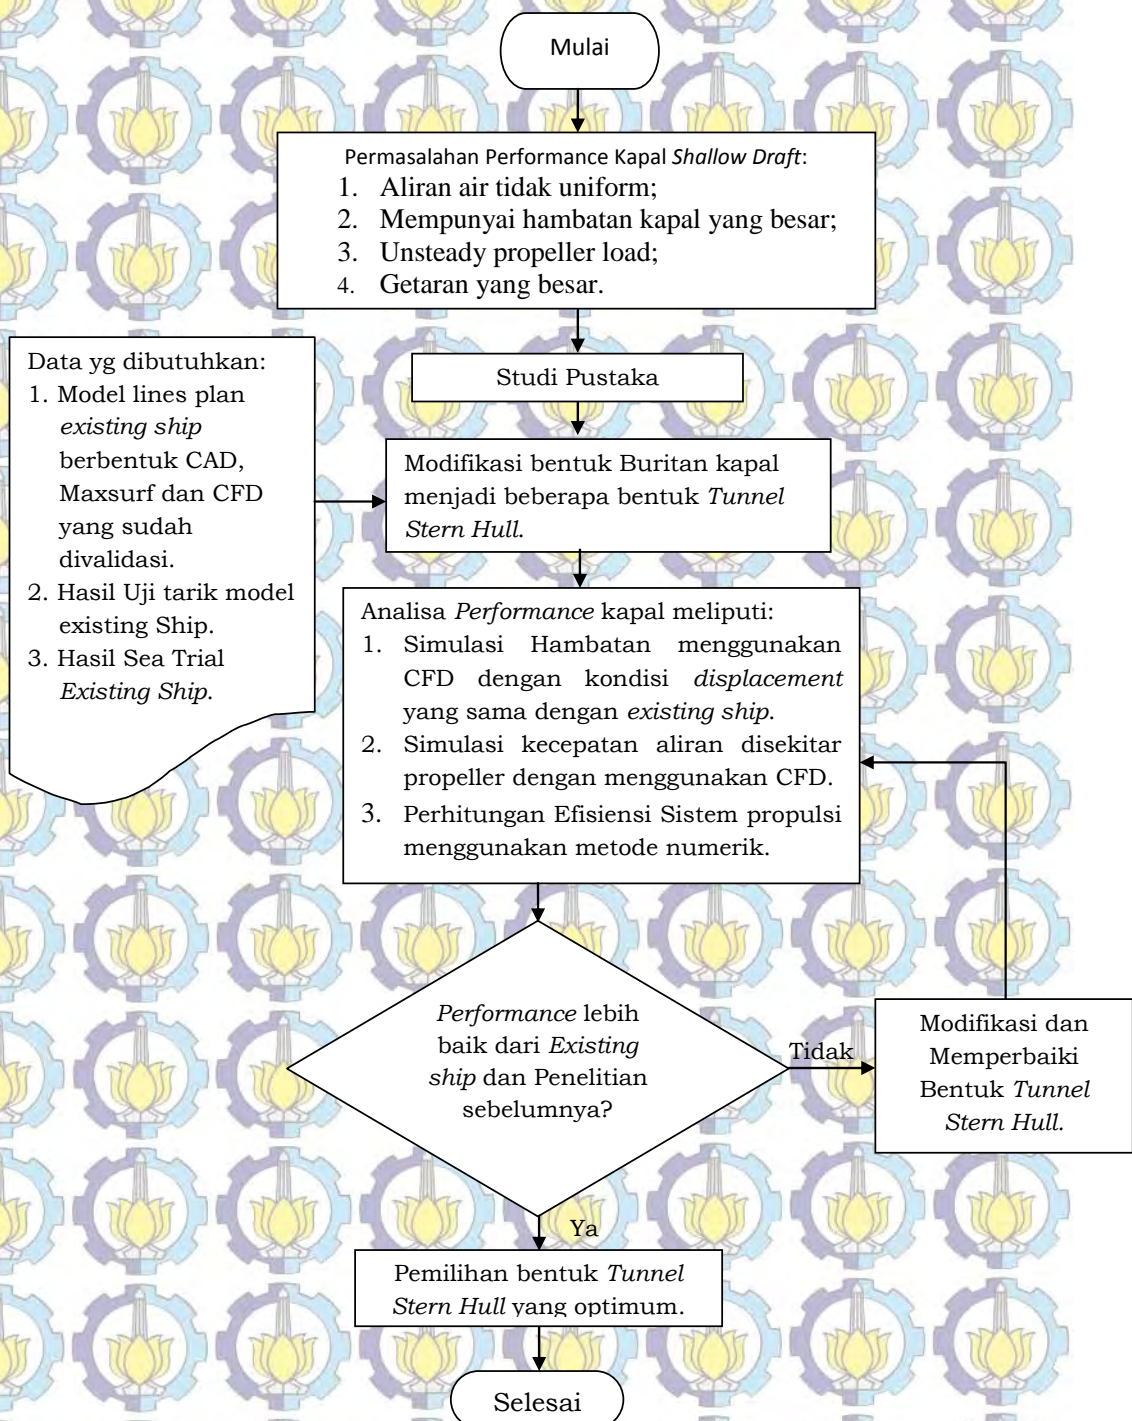 Mulai
Permasalahan Performance Kapal Shallow Draft:
1. Aliran air tidak uniform;
2. Mempunyai hambatan kapal yang besar;
3. Unsteady propeller load;
4. Getaran yang besar.
Studi Pustaka
Data yg dibutuhkan:
1. Model lines plan
existing ship
berbentuk CAD,
Maxsurf dan CFD
yang sudah
divalidasi.
2. Hasil Uji tarik model
existing Ship.
3. Hasil Sea Trial
Existing Ship.
Modifikasi bentuk Buritan kapal
menjadi beberapa bentuk Tunnel
Stern Hull.
Analisa Performance kapal meliputi:
1. Simulasi Hambatan menggunakan
CFD dengan kondisi displacement
yang sama dengan existing ship.
2. Simulasi kecepatan aliran disekitar
propeller dengan menggunakan CFD.
3. Perhitungan Efisiensi Sistem propulsi
menggunakan metode numerik.
Performance lebih
baik dari Existing
ship dan Penelitian
sebelumnya?
Tidak
Modifikasi dan
Memperbaiki
Bentuk Tunnel
Stern Hull.
Ya
Pemilihan bentuk Tunnel
Stern Hull yang optimum.
Selesai